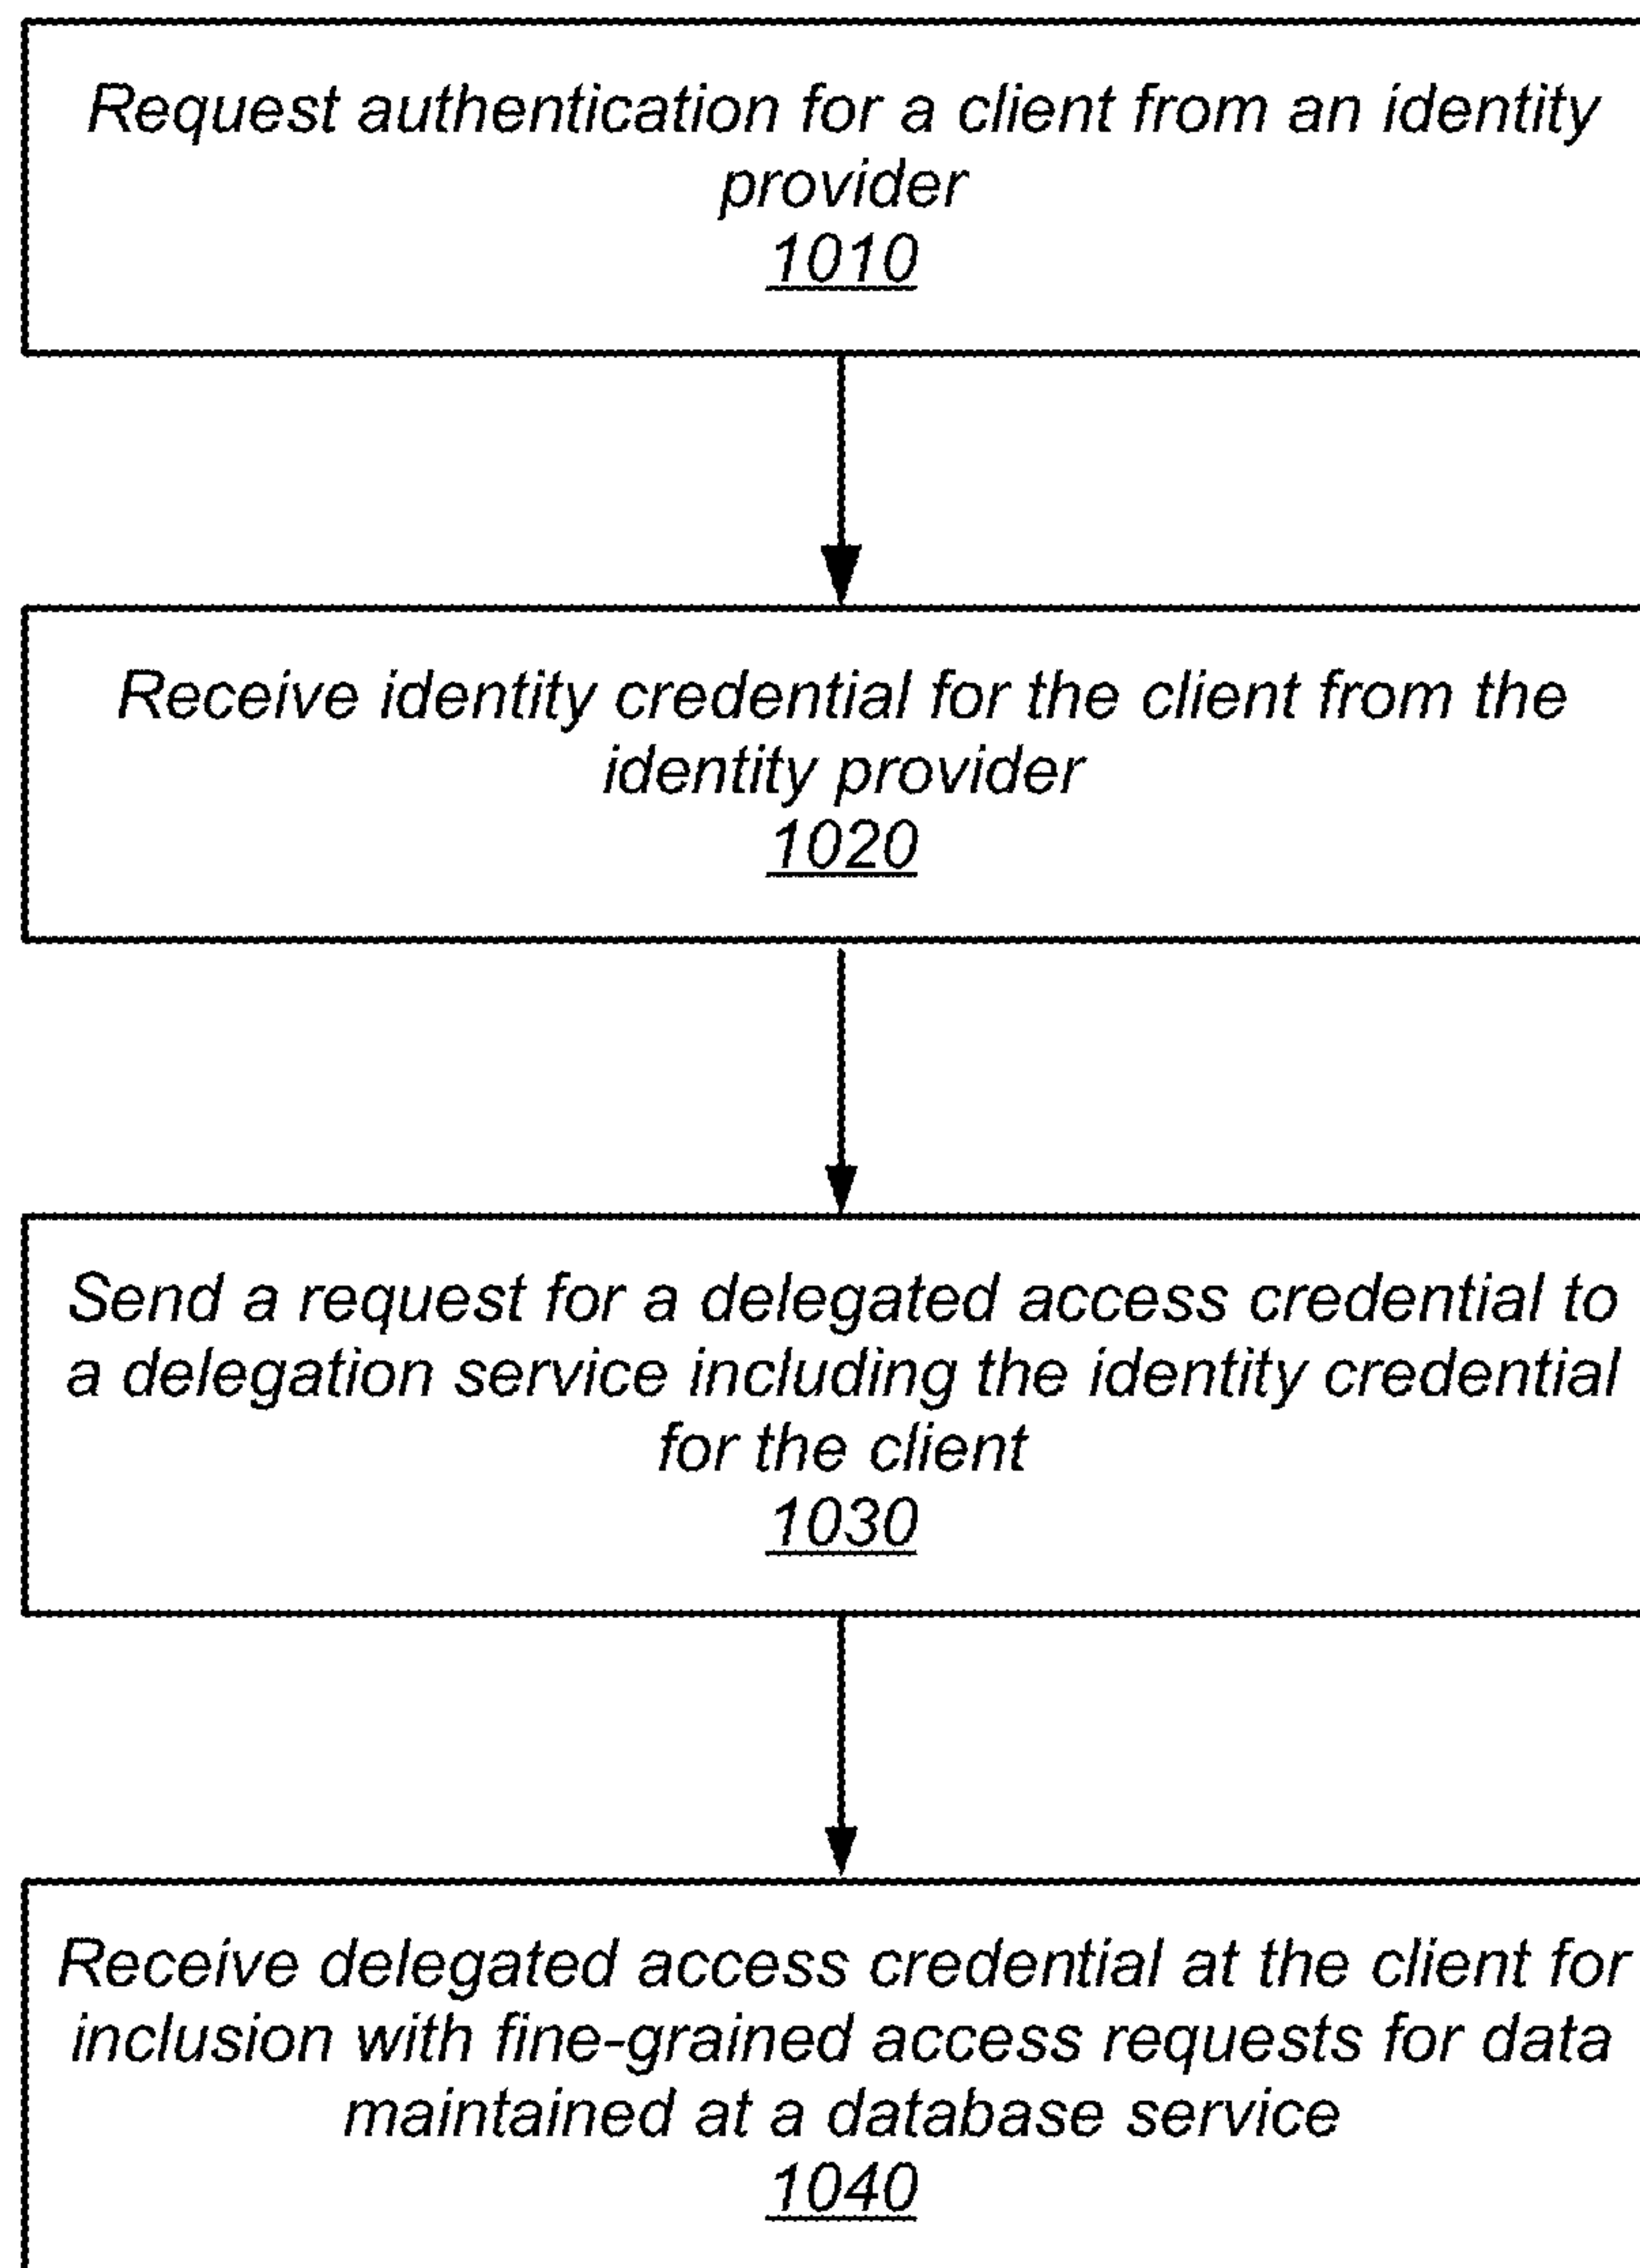 Request authentication for a client from an identity
provider
1010
Receive identity credential for the client from the
identity provider
1020
Send a request for a delegated access credential to
a delegation service including the identity credential
for the client
1030
Receive delegated access credential at the client for
inclusion with fine-grained access requests for data
maintained at a database service
1040